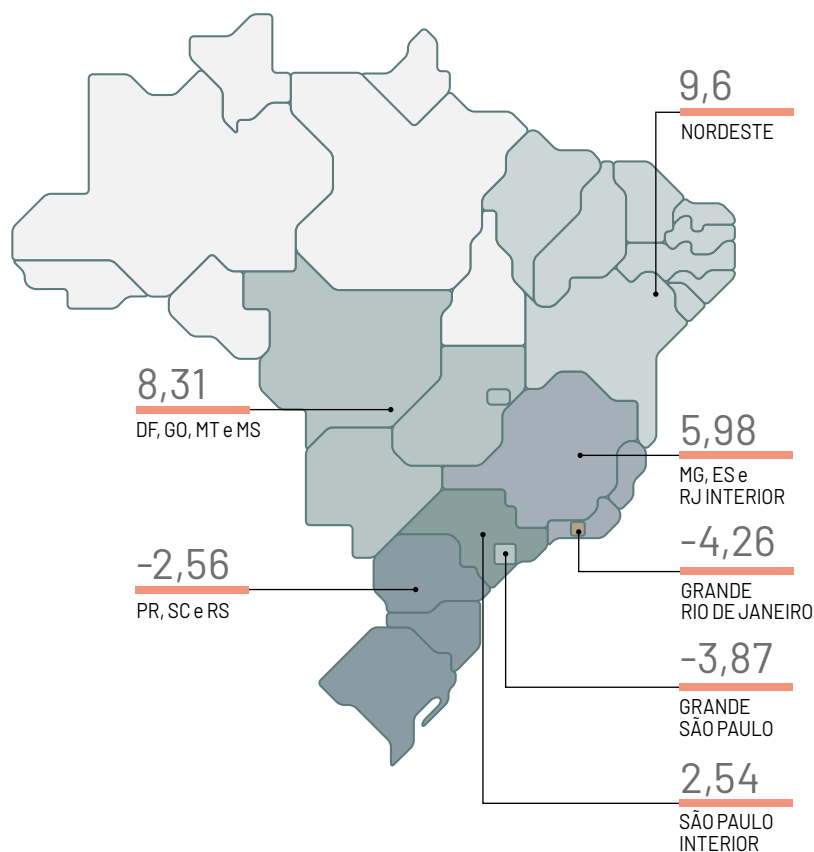 9,6
NORDESTE
8,31
DF, GO, MT e MS
5,98
MG, ES e
RJ INTERIOR
-4,26
GRANDE
RIO DE JANEIRO
-2,56
PR, SC e RS
-3,87
GRANDE
SÃO PAULO
2,54
SÃO PAULO
INTERIOR